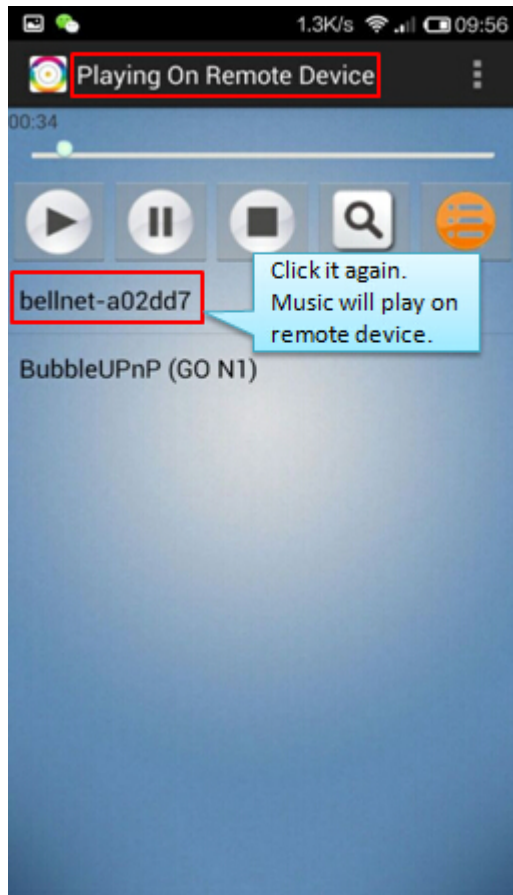 1.3K/s 09:56
Playing On Remote Device
00:34
bellnet-a02dd7
Click it again.
Music will play on
remote device.
BubbleUPnP (GO N1)